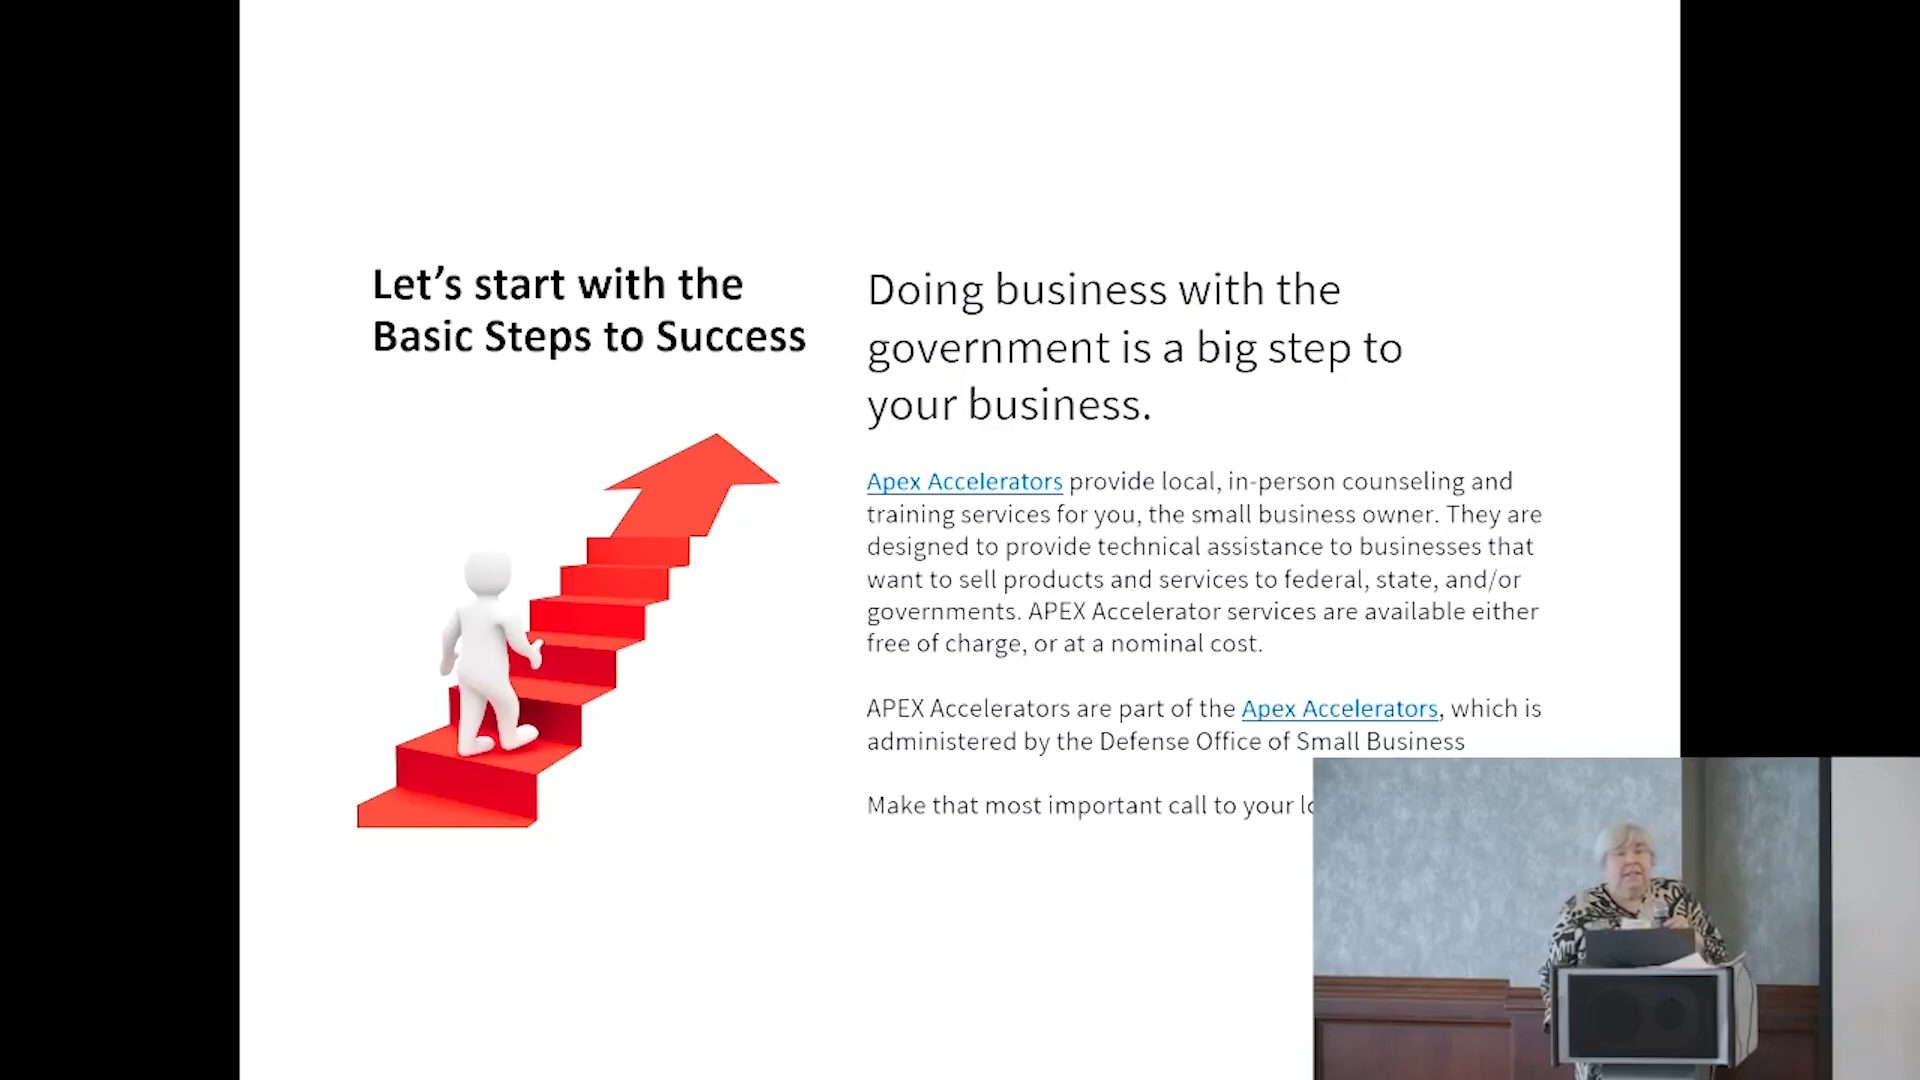 Let’s start with the
Basic Steps to Success
Doing business with the
government is a big step to
your business.
Apex Accelerators provide local, in-person counseling and
training services for you, the small business owner. They are
designed to provide technical assistance to businesses that
want to sell products and services to federal, state, and/or
governments. APEX Accelerator services are available either
free of charge, or at a nominal cost.
APEX Accelerators are part of the Apex Accelerators, which is
administered by the Defense Office of Small Business
Make that most important call to your